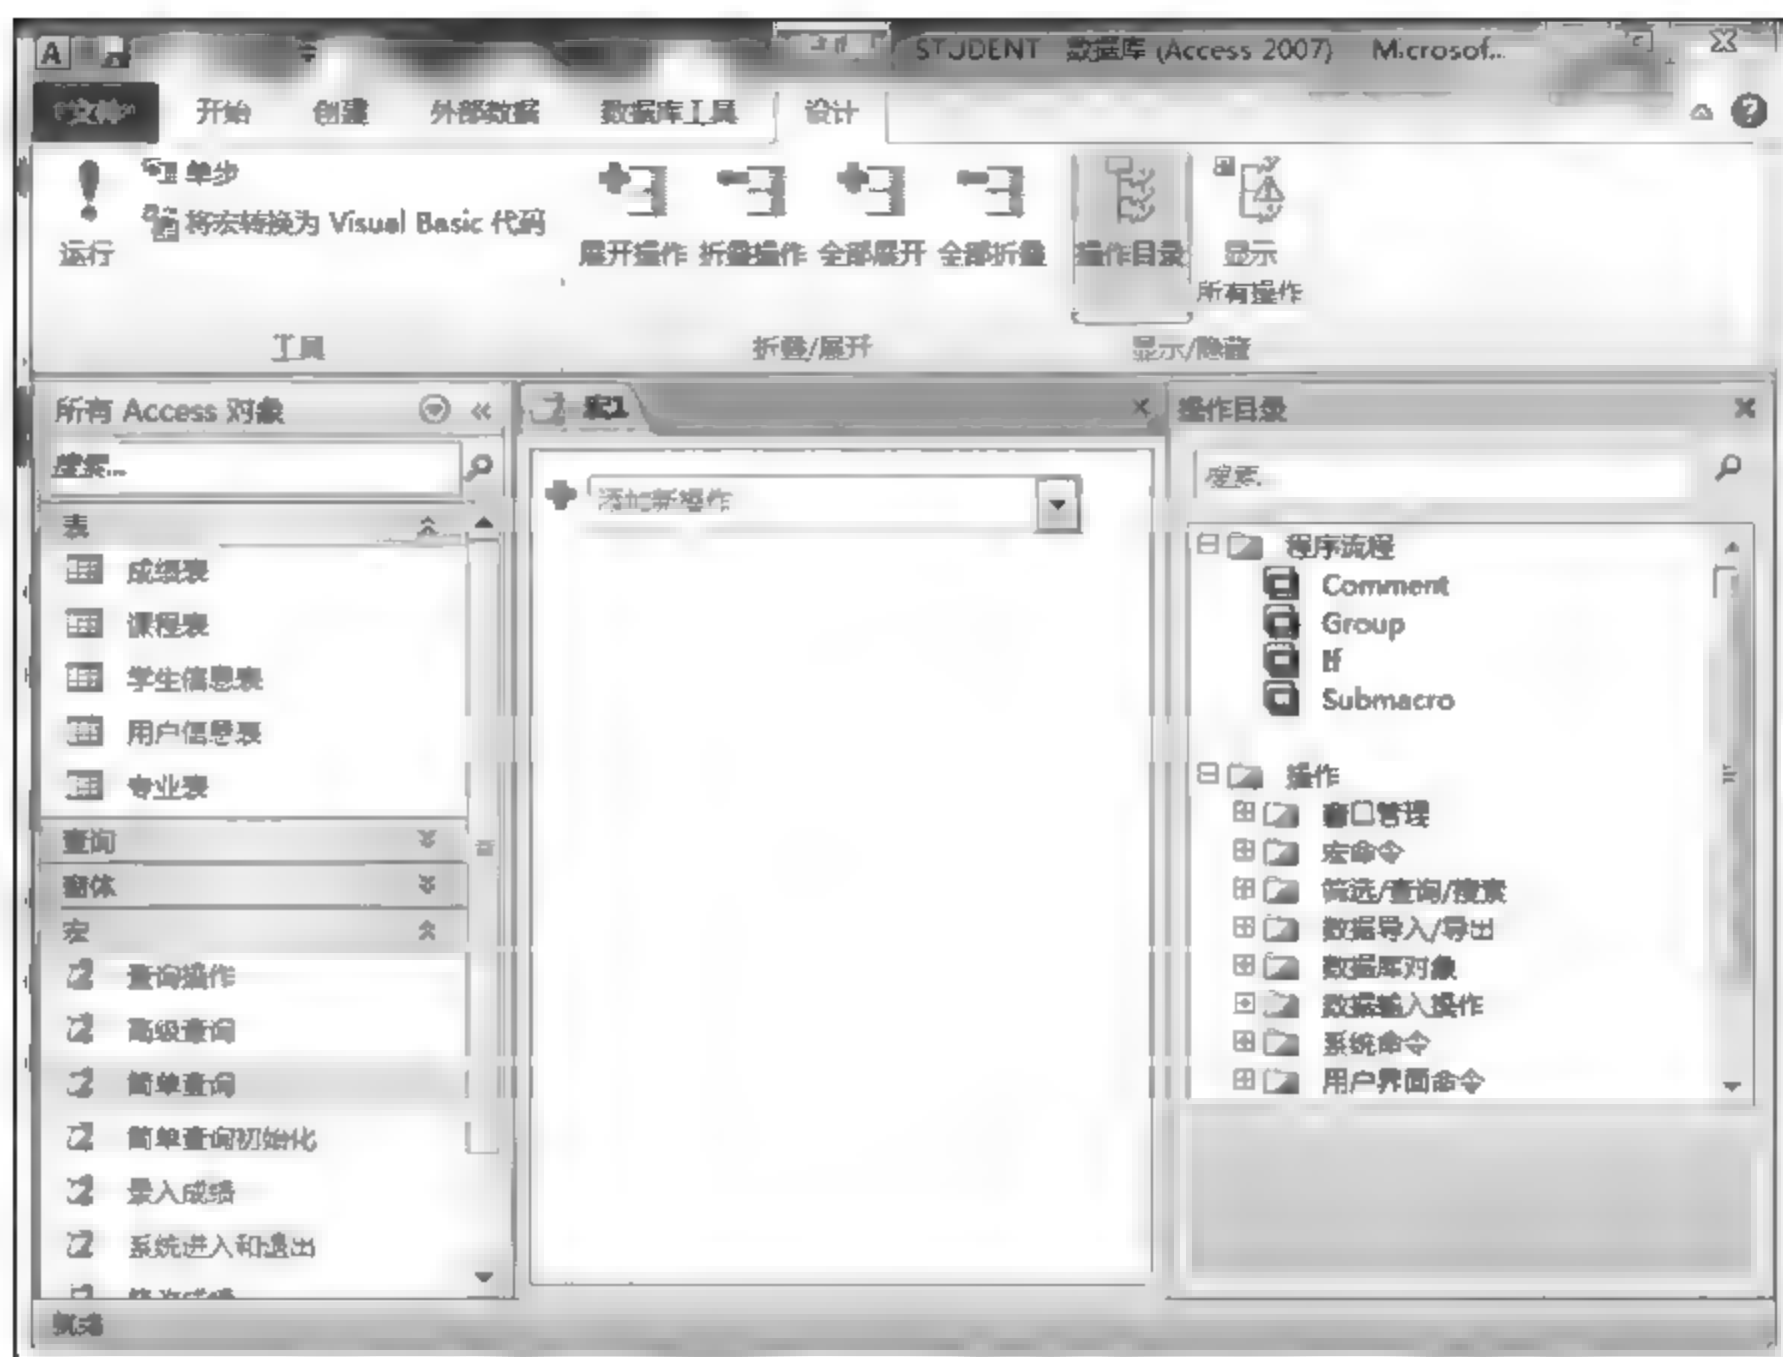 STUDENT 数据库 (Access 2007) Microsof...
文件 开始 创建 外部数据 数据库工具 设计
单步
将宏转换为 Visual Basic 代码
运行
展开操作 折叠操作 全部展开 全部折叠 操作目录 显示
所有操作
工具 折叠/展开 显示/隐藏
所有 Access 对象 « 宏1 操作目录
搜索...
添加新操作
搜索...
表
成绩表
课程表
学生信息表
用户信息表
专业表
查询
窗体
宏
查询操作
高级查询
简单查询
简单查询初始化
录入成绩
系统进入和退出
修改成绩
程序流程
Comment
Group
If
Submacro
操作
窗口管理
宏命令
筛选/查询/搜索
数据导入/导出
数据库对象
数据输入操作
系统命令
用户界面命令
就绪